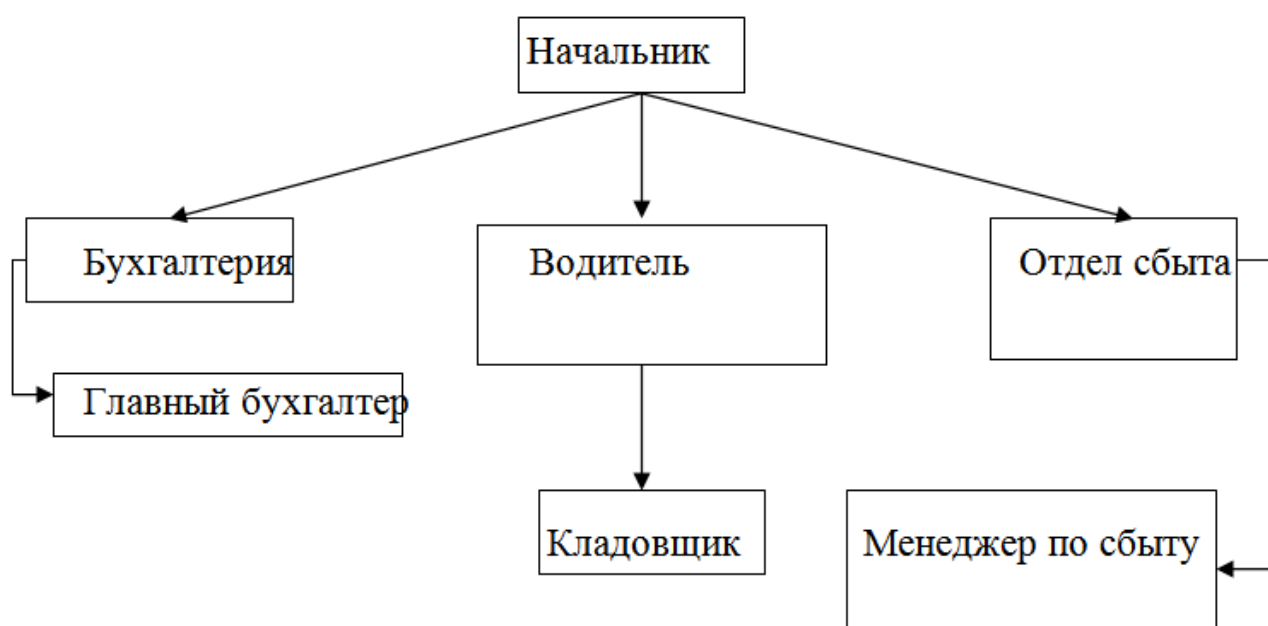 Начальник
Бухгалтерия
Водитель
Отдел сбыта
Главный бухгалтер
Кладовщик
Менеджер по сбыту